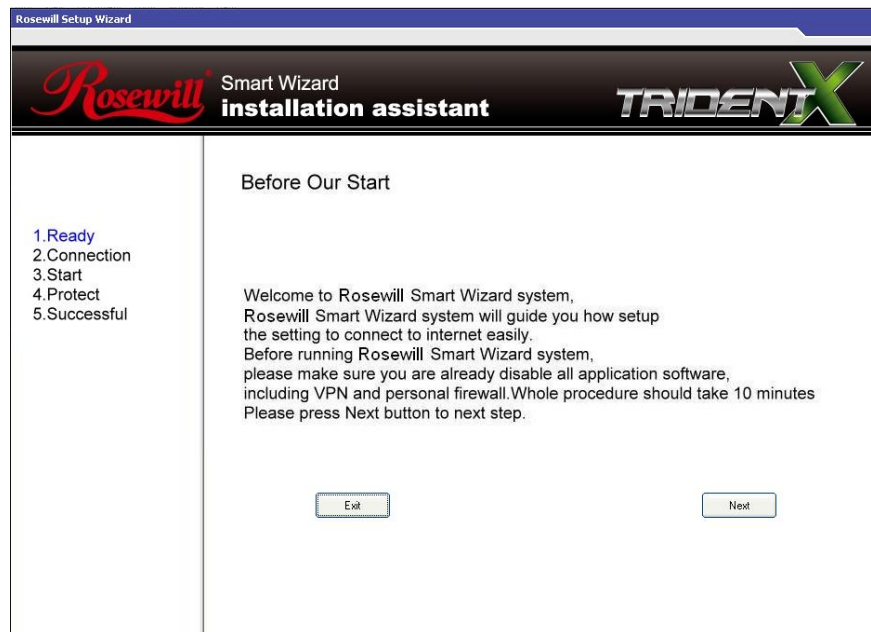 Rosewill Setup Wizard
Rosewill
Smart Wizard
installation assistant
TRIDENTX
Before Our Start
1.Ready
2.Connection
3.Start
4.Protect
5.Successful
Welcome to Rosewill Smart Wizard system,
Rosewill Smart Wizard system will guide you how setup
the setting to connect to internet easily.
Before running Rosewill Smart Wizard system,
please make sure you are already disable all application software,
including VPN and personal firewall.Whole procedure should take 10 minutes
Please press Next button to next step.
Exit
Next